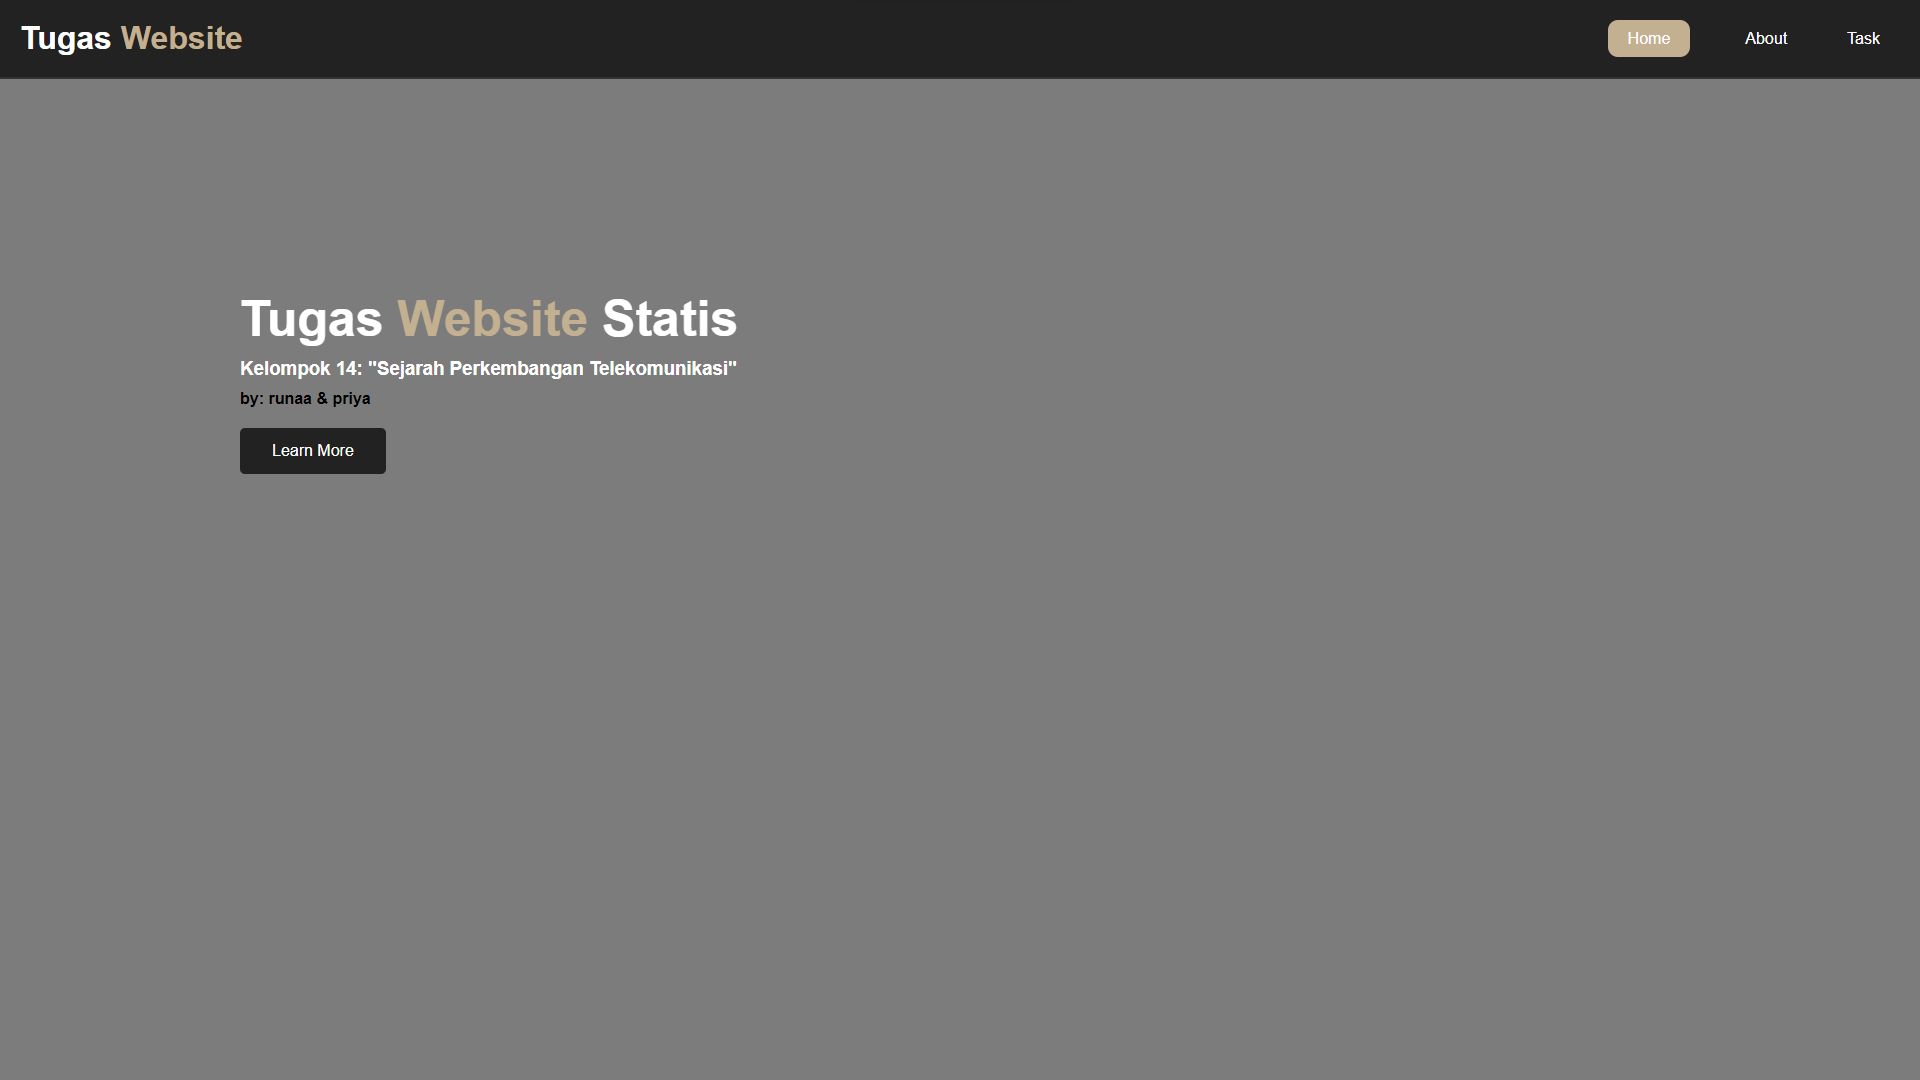 Tugas Website
Home
About
Task
Tugas Website Statis
Kelompok 14: "Sejarah Perkembangan Telekomunikasi"
by: runaa & priya
Learn More